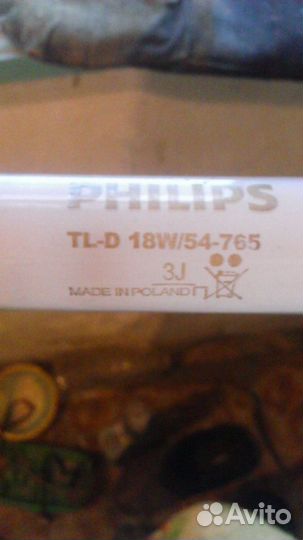 PHILIPS
TL-D 18W/54-765
3J
MADE IN POLAND
Avito